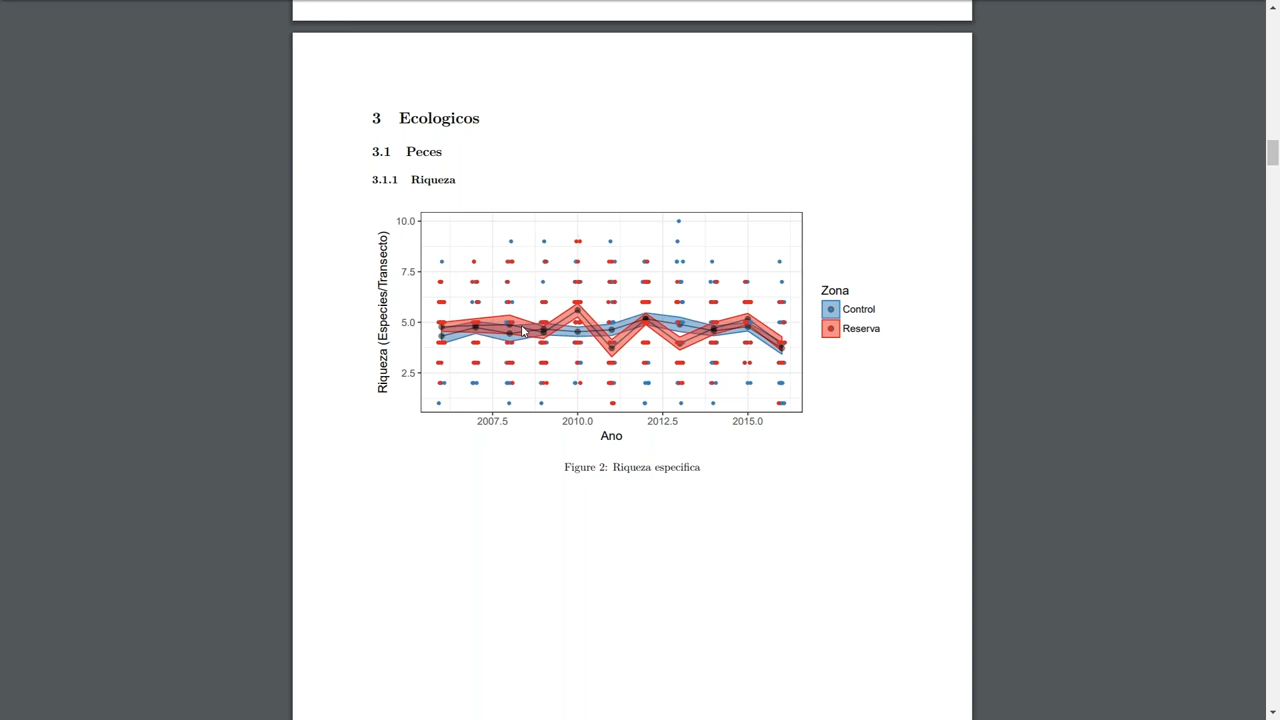 3 Ecologicos
3.1 Peces
3.1.1 Riqueza
10.0
7.5
5.0
2.5
Riqueza (Especies/Transecto)
2007.5 2010.0 2012.5 2015.0
Ano
Zona
Control
Reserva
Figure 2: Riqueza especifica